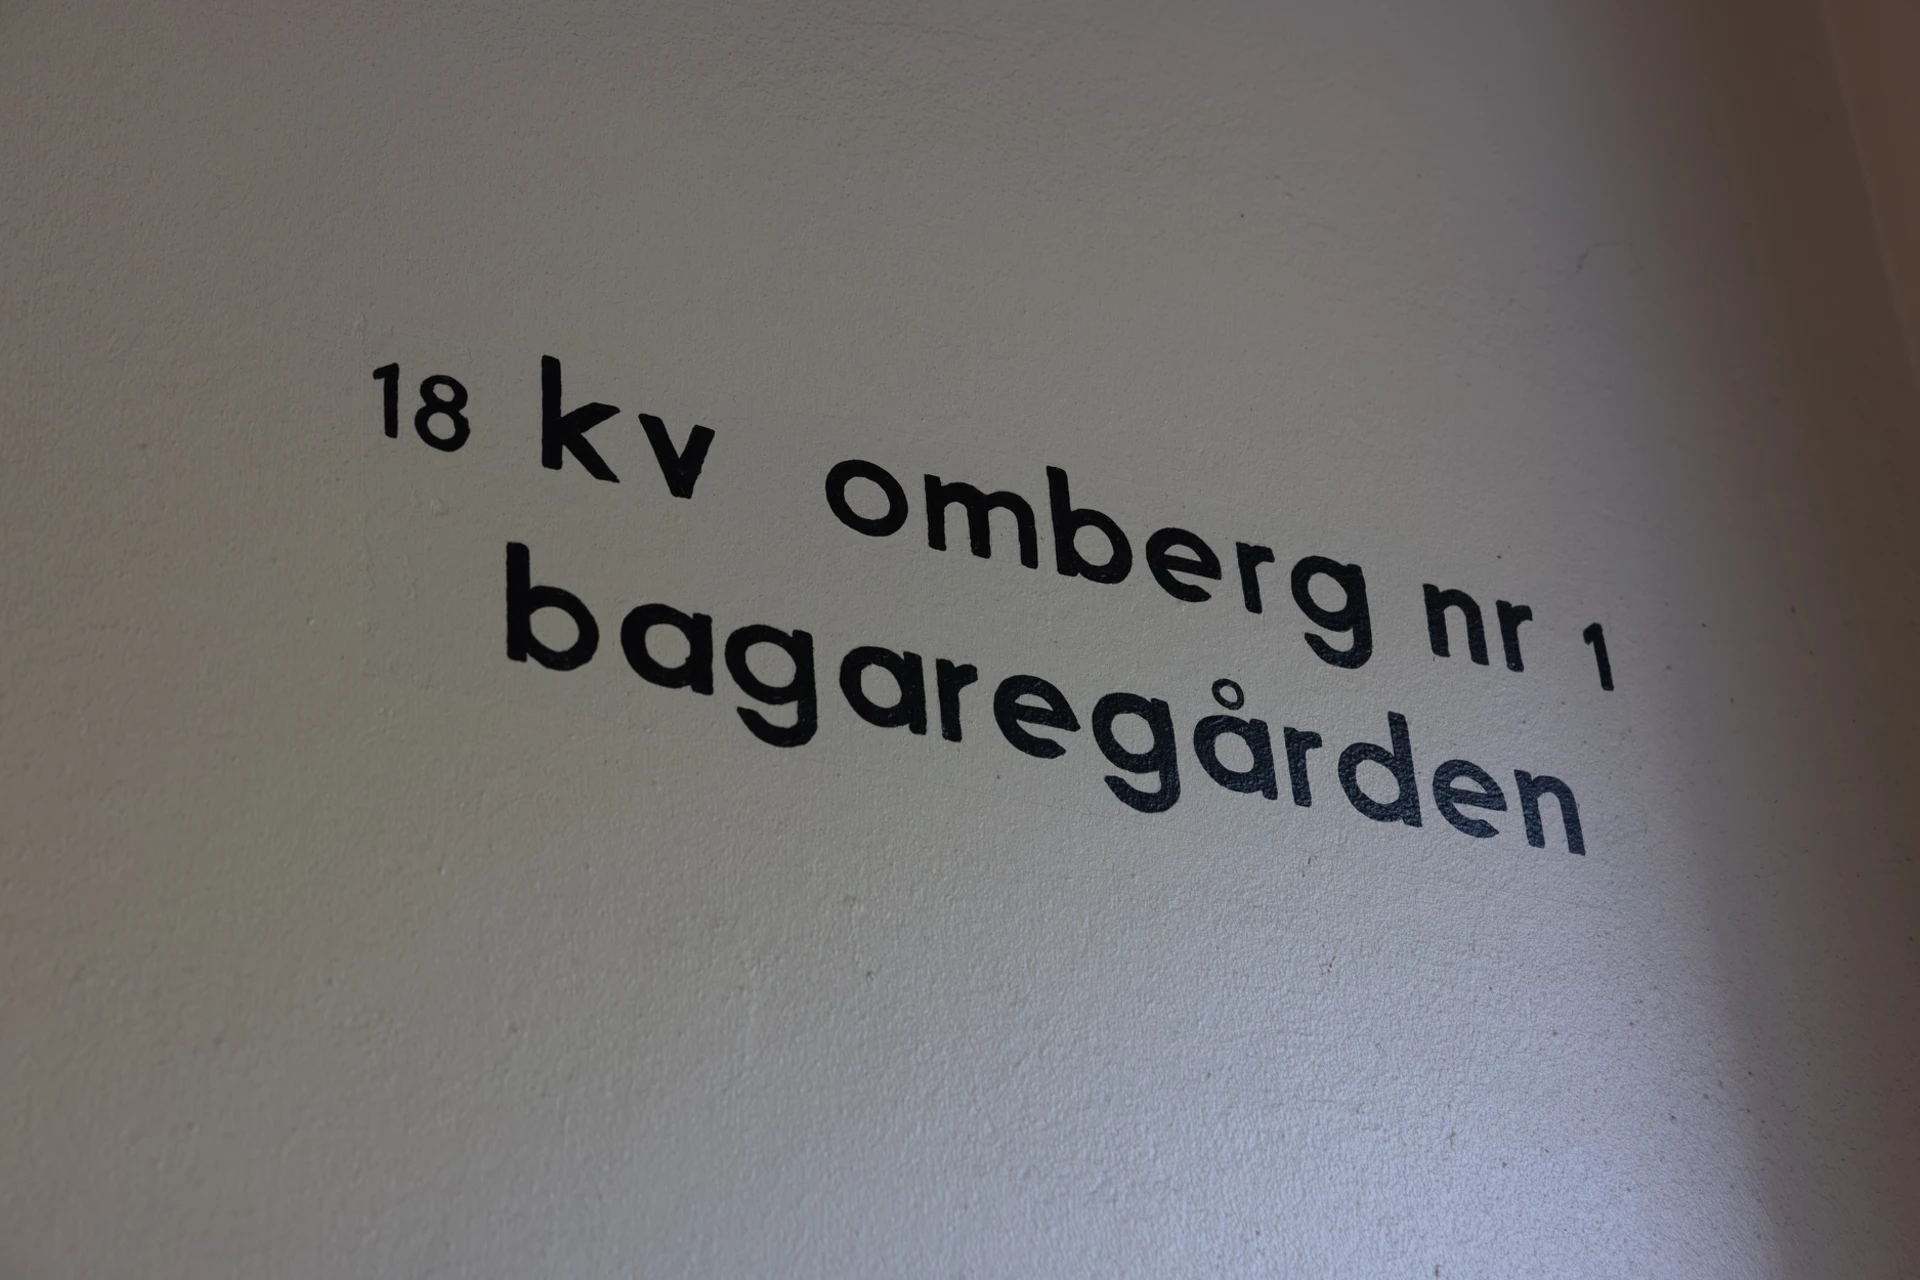 18 kv omberg nr 1
bagaregården